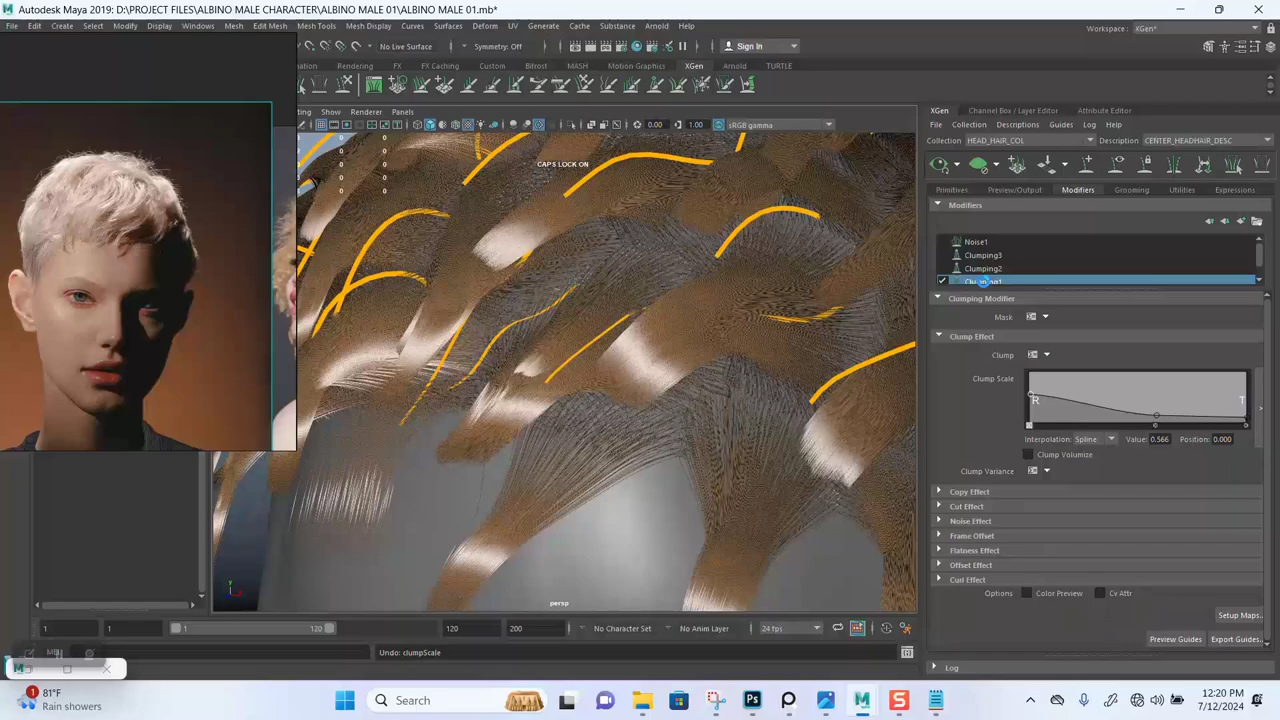 Autodesk Maya 2019: D:\PROJECT FILES\ALBINO MALE CHARACTER\ALBINO MALE 01\ALBINO MALE 01.mb*
File Edit Create Select Modify Display Windows Mesh Edit Mesh Mesh Tools Mesh Display Curves Surfaces Deform UV Generate Cache Substance Arnold Help
Workspace : XGen*
No Live Surface
Symmetry: Off
Sign In
Rendering FX FX Caching Custom Bifrost MASH Motion Graphics XGen Arnold TURTLE
Show Renderer Panels
0.00 1.00 sRGB gamma
0 0
0 0
0 0
0 0
CAPS LOCK ON
persp
y
XGen Channel Box / Layer Editor Attribute Editor
File Collection Descriptions Guides Log Help
Collection HEAD_HAIR_COL Description CENTER_HEADHAIR_DESC
Primitives Preview/Output Modifiers Grooming Utilities Expressions
Modifiers
Noise1
Clumping3
Clumping2
Clumping Modifier
Mask
Clump Effect
Clump
Clump Scale
R T
Interpolation: Spline Value: 0.566 Position: 0.000
Clump Volumize
Clump Variance
Copy Effect
Cut Effect
Noise Effect
Frame Offset
Flatness Effect
Offset Effect
Curl Effect
Options Color Preview Cv Attr
Setup Maps..
Preview Guides Export Guides..
Log
1 1 1 120 120 200 No Character Set No Anim Layer 24 fps
Undo: clumpScale
1
81°F
Rain showers
Search
12:20 PM
7/12/2024